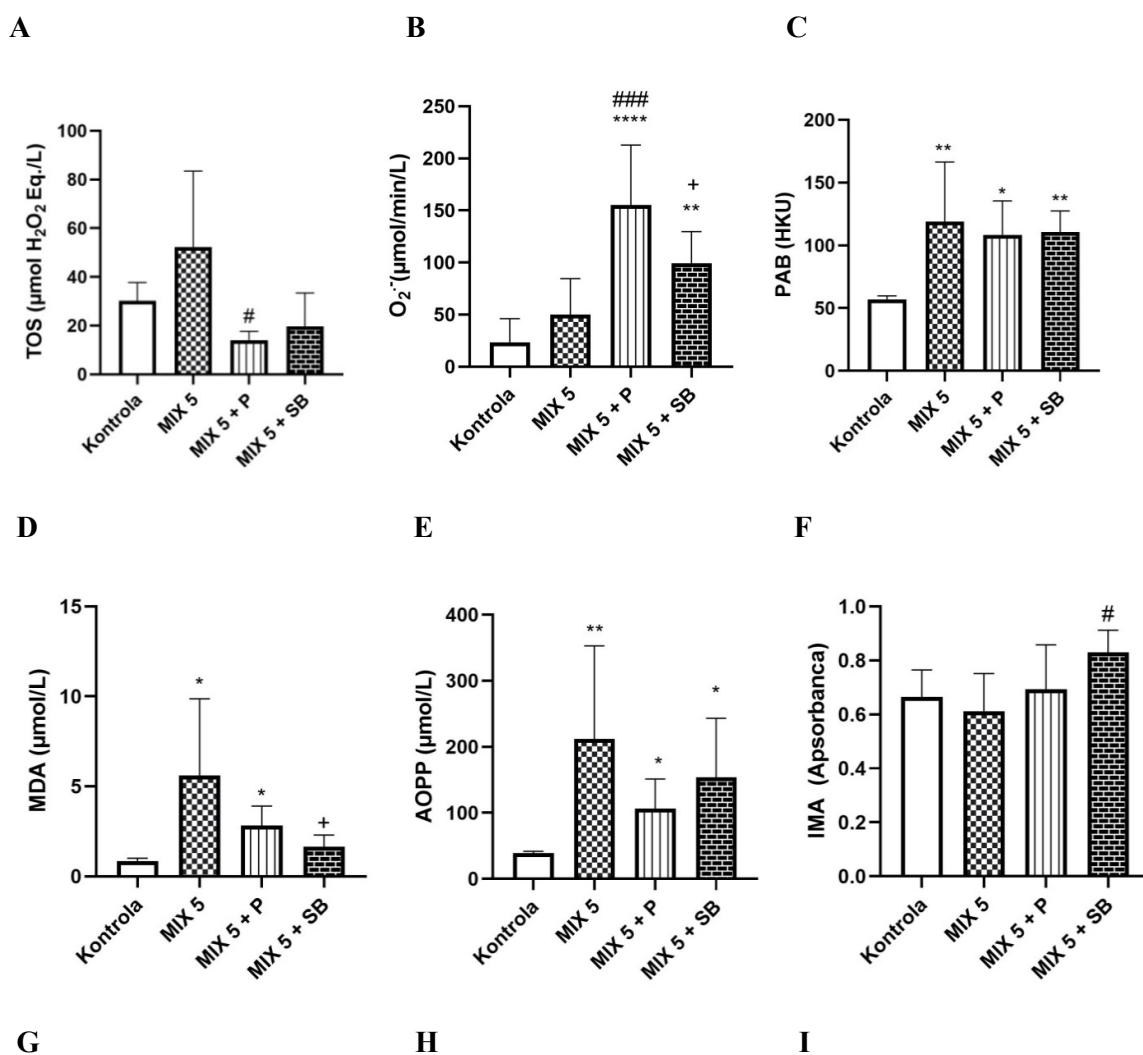 A
B
C
TOS (µmol H₂O₂ Eq./L)
100
80
60
40
20
0
#
Kontrola
MIX 5
MIX 5 + P
MIX 5 + SB
O₂·⁻(µmol/min/L)
250
200
150
100
50
0
###
****
+
**
Kontrola
MIX 5
MIX 5 + P
MIX 5 + SB
PAB (HKU)
200
150
100
50
0
**
*
**
Kontrola
MIX 5
MIX 5 + P
MIX 5 + SB
D
E
F
MDA (µmol/L)
15
10
5
0
*
*
+
Kontrola
MIX 5
MIX 5 + P
MIX 5 + SB
AOPP (µmol/L)
400
300
200
100
0
**
*
*
Kontrola
MIX 5
MIX 5 + P
MIX 5 + SB
IMA (Apsorbanca)
1.0
0.8
0.6
0.4
0.2
0.0
#
Kontrola
MIX 5
MIX 5 + P
MIX 5 + SB
G
H
I